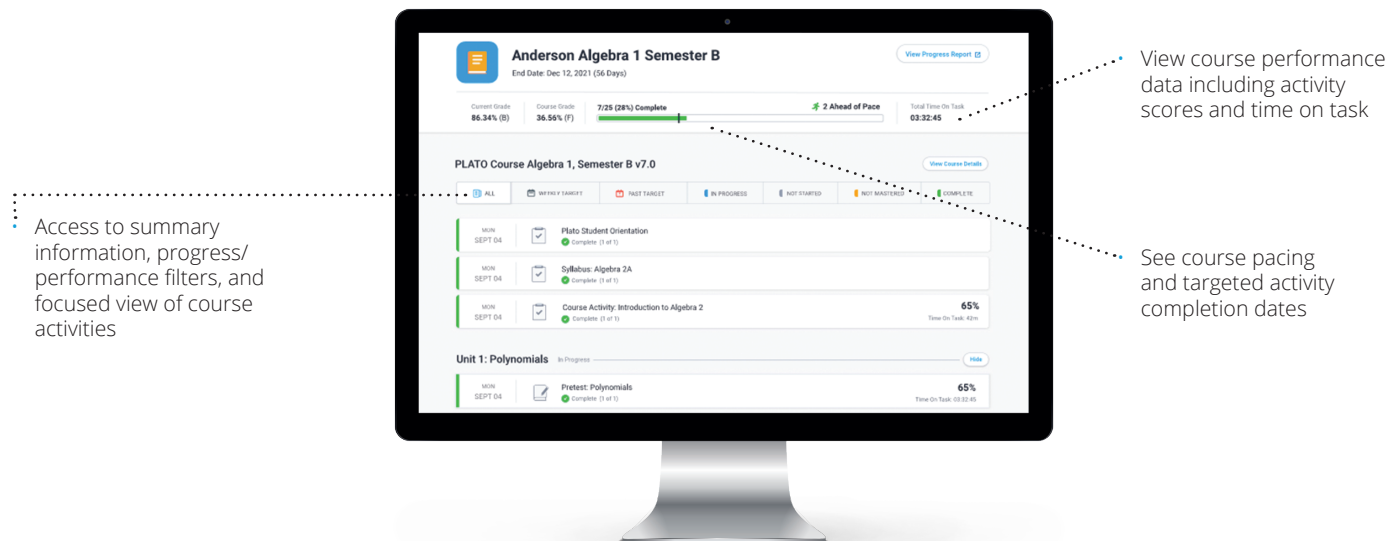 Anderson Algebra 1 Semester B
End Date: Dec 12, 2021 (56 Days)
View Progress Report
Current Grade
86.34% (B)
Course Grade
36.56% (F)
7/25 (28%) Complete
2 Ahead of Pace
Total Time On Task
03:32:45
PLATO Course Algebra 1, Semester B v7.0
View Course Details
ALL
WEEKLY TARGET
PAST TARGET
IN PROGRESS
NOT STARTED
NOT MASTERED
COMPLETE
MON
SEPT 04
Plato Student Orientation
Complete (1 of 1)
MON
SEPT 04
Syllabus: Algebra 2A
Complete (1 of 1)
MON
SEPT 04
Course Activity: Introduction to Algebra 2
Complete (1 of 1)
65%
Time On Task: 42m
Unit 1: Polynomials
In Progress
Hide
MON
SEPT 04
Pretest: Polynomials
Complete (1 of 1)
65%
Time On Task: 03:32:45
Access to summary
information, progress/
performance filters, and
focused view of course
activities
View course performance
data including activity
scores and time on task
See course pacing
and targeted activity
completion dates